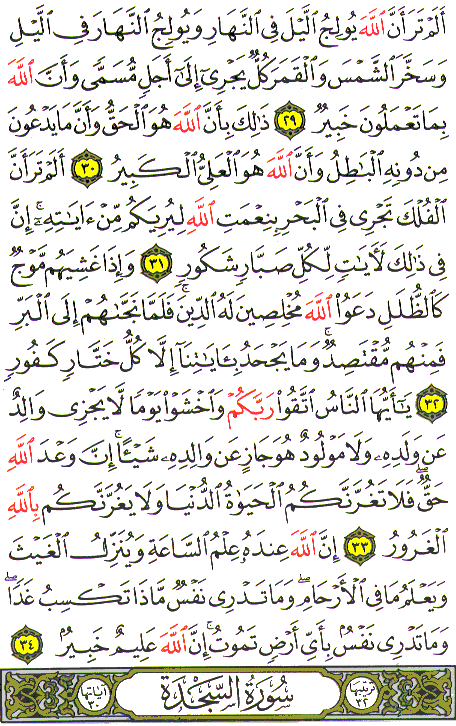 أَلَمْ تَرَ أَنَّ ٱللَّهَ يُولِجُ ٱلَّيْلَ فِى ٱلنَّهَارِ وَيُولِجُ ٱلنَّهَارَ فِى ٱلَّيْلِ
وَسَخَّرَ ٱلشَّمْسَ وَٱلْقَمَرَ كُلٌّ يَجْرِىٓ إِلَىٰٓ أَجَلٍ مُّسَمًّى وَأَنَّ ٱللَّهَ
بِمَا تَعْمَلُونَ خَبِيرٌ ٢٩ ذَٰلِكَ بِأَنَّ ٱللَّهَ هُوَ ٱلْحَقُّ وَأَنَّ مَا يَدْعُونَ
مِن دُونِهِ ٱلْبَٰطِلُ وَأَنَّ ٱللَّهَ هُوَ ٱلْعَلِىُّ ٱلْكَبِيرُ ٣٠ أَلَمْ تَرَ أَنَّ
ٱلْفُلْكَ تَجْرِى فِى ٱلْبَحْرِ بِنِعْمَتِ ٱللَّهِ لِيُرِيَكُم مِّنْ ءَايَٰتِهِۦٓ ۚ إِنَّ
فِى ذَٰلِكَ لَءَايَٰتٍ لِّكُلِّ صَبَّارٍ شَكُورٍ ٣١ وَإِذَا غَشِيَهُم مَّوْجٌ
كَٱلظُّلَلِ دَعَوُا۟ ٱللَّهَ مُخْلِصِينَ لَهُ ٱلدِّينَ فَلَمَّا نَجَّىٰهُمْ إِلَى ٱلْبَرِّ
فَمِنْهُم مُّقْتَصِدٌ ۚ وَمَا يَجْحَدُ بِـَٔايَٰتِنَآ إِلَّا كُلُّ خَتَّارٍ كَفُورٍ
٣٢ يَٰٓأَيُّهَا ٱلنَّاسُ ٱتَّقُوا۟ رَبَّكُمْ وَٱخْشَوْا۟ يَوْمًا لَّا يَجْزِى وَالِدٌ
عَن وَلَدِهِۦ وَلَا مَوْلُودٌ هُوَ جَازٍ عَن وَالِدِهِۦ شَيْـًٔا ۚ إِنَّ وَعْدَ ٱللَّهِ
حَقٌّ ۖ فَلَا تَغُرَّنَّكُمُ ٱلْحَيَوٰةُ ٱلدُّنْيَا وَلَا يَغُرَّنَّكُم بِٱللَّهِ
ٱلْغَرُورُ ٣٣ إِنَّ ٱللَّهَ عِندَهُۥ عِلْمُ ٱلسَّاعَةِ وَيُنَزِّلُ ٱلْغَيْثَ
وَيَعْلَمُ مَا فِى ٱلْأَرْحَامِ ۖ وَمَا تَدْرِى نَفْسٌ مَّاذَا تَكْسِبُ غَدًا ۖ
وَمَا تَدْرِى نَفْسٌۢ بِأَىِّ أَرْضٍ تَمُوتُ ۚ إِنَّ ٱللَّهَ عَلِيمٌ خَبِيرٌۢ ٣٤
ترتيبها ٣٢ سُورَةُ السَّجْدَةِ آياتها ٣٠